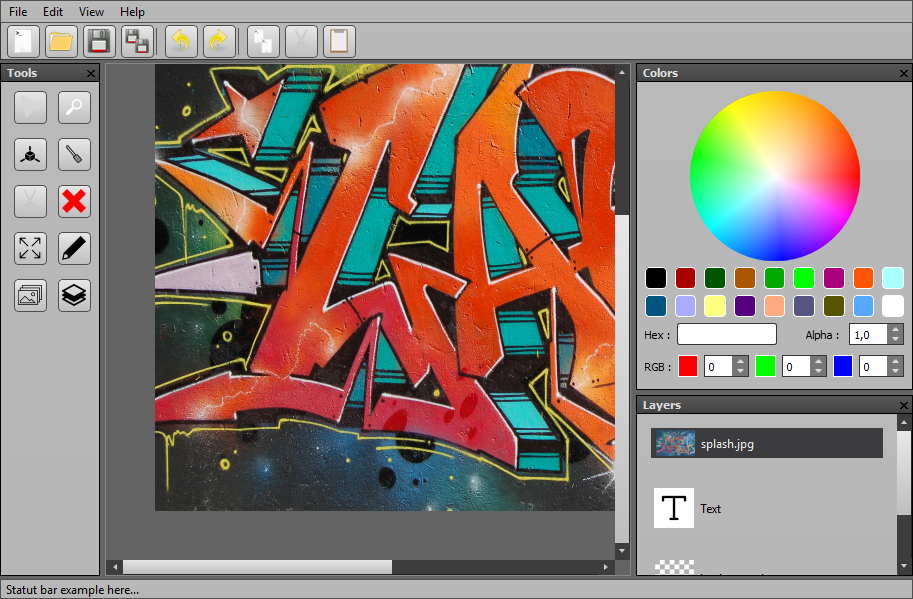 File Edit View Help
Tools
Colors
Hex :
Alpha : 1,0
RGB : 0 0 0
Layers
splash.jpg
T Text
Statut bar example here...